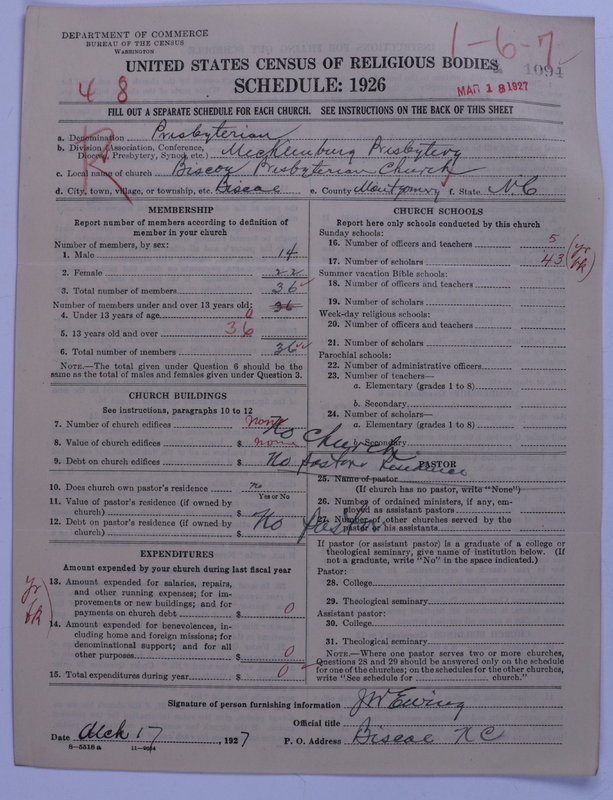 DEPARTMENT OF COMMERCE
BUREAU OF THE CENSUS
WASHINGTON
1-6-7
1094
UNITED STATES CENSUS OF RELIGIOUS BODIES
48
SCHEDULE: 1926
MAR 18 1927
FILL OUT A SEPARATE SCHEDULE FOR EACH CHURCH. SEE INSTRUCTIONS ON THE BACK OF THIS SHEET
R
a. Denomination Presbyterian
b. Division (Association, Conference, Diocese, Presbytery, Synod, etc.) Mecklenburg Presbytery
c. Local name of church Biscoe Presbyterian Church
d. City, town, village, or township, etc. Biscoe e. County Montgomery f. State N.C
MEMBERSHIP
Report number of members according to definition of
member in your church
Number of members, by sex:
1. Male 14
2. Female 22
3. Total number of members 36
Number of members under and over 13 years old: 36
4. Under 13 years of age 0
5. 13 years old and over 36
6. Total number of members 36
NOTE.—The total given under Question 6 should be
same as the total of males and females given under Question 3.
CHURCH BUILDINGS
See instructions, paragraphs 10 to 12
7. Number of church edifices none
No Church
8. Value of church edifices $ none
9. Debt on church edifices $ No pastors Residence
10. Does church own pastor's residence No
Yes or No
11. Value of pastor's residence (if owned by
church) $
12. Debt on pastor's residence (if owned by
church) $
No pastor
EXPENDITURES
Amount expended by your church during last fiscal year
yr bk
13. Amount expended for salaries, repairs,
and other running expenses; for im-
provements or new buildings; and for
payments on church debt $ 0
14. Amount expended for benevolences, in-
cluding home and foreign missions; for
denominational support; and for all
other purposes $ 0
15. Total expenditures during year $ 0
CHURCH SCHOOLS
Report here only schools conducted by this church
Sunday schools:
16. Number of officers and teachers 5
17. Number of scholars 43
(yr bk)
Summer vacation Bible schools:
18. Number of officers and teachers
19. Number of scholars
Week-day religious schools:
20. Number of officers and teachers
21. Number of scholars
Parochial schools:
22. Number of administrative officers
23. Number of teachers—
a. Elementary (grades 1 to 8)
b. Secondary
24. Number of scholars—
a. Elementary (grades 1 to 8)
b. Secondary
PASTOR
25. Name of pastor
(If church has no pastor, write "None")
26. Number of ordained ministers, if any, em-
ployed as assistant pastors
27. Number of other churches served by the
pastor or his assistants
If pastor (or assistant pastor) is a graduate of a college or
theological seminary, give name of institution below. (If
not a graduate, write "No" in the space indicated.)
Pastor:
28. College
29. Theological seminary
Assistant pastor:
30. College
31. Theological seminary
NOTE.—Where one pastor serves two or more churches,
Questions 28 and 29 should be answered only on the schedule
for one of the churches; on the schedules for the other churches,
write "See schedule for church."
Signature of person furnishing information J W Ewing
Official title
Date Mch 17, 1927 P. O. Address Biscoe N C
8—5518 a 11—9054